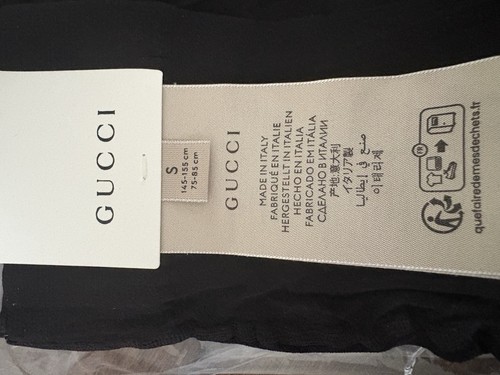 GUCCI
S
145-155 cm
75-85 cm
GUCCI
MADE IN ITALY
FABRIQUÉ EN ITALIE
HERGESTELLT IN ITALIEN
HECHO EN ITALIA
FABRICADO EM ITÁLIA
СДЕЛАНО В ИТАЛИИ
产地:意大利
イタリア製
صنع في إيطاليا
이태리제
FR
quefairedemesdechets.fr